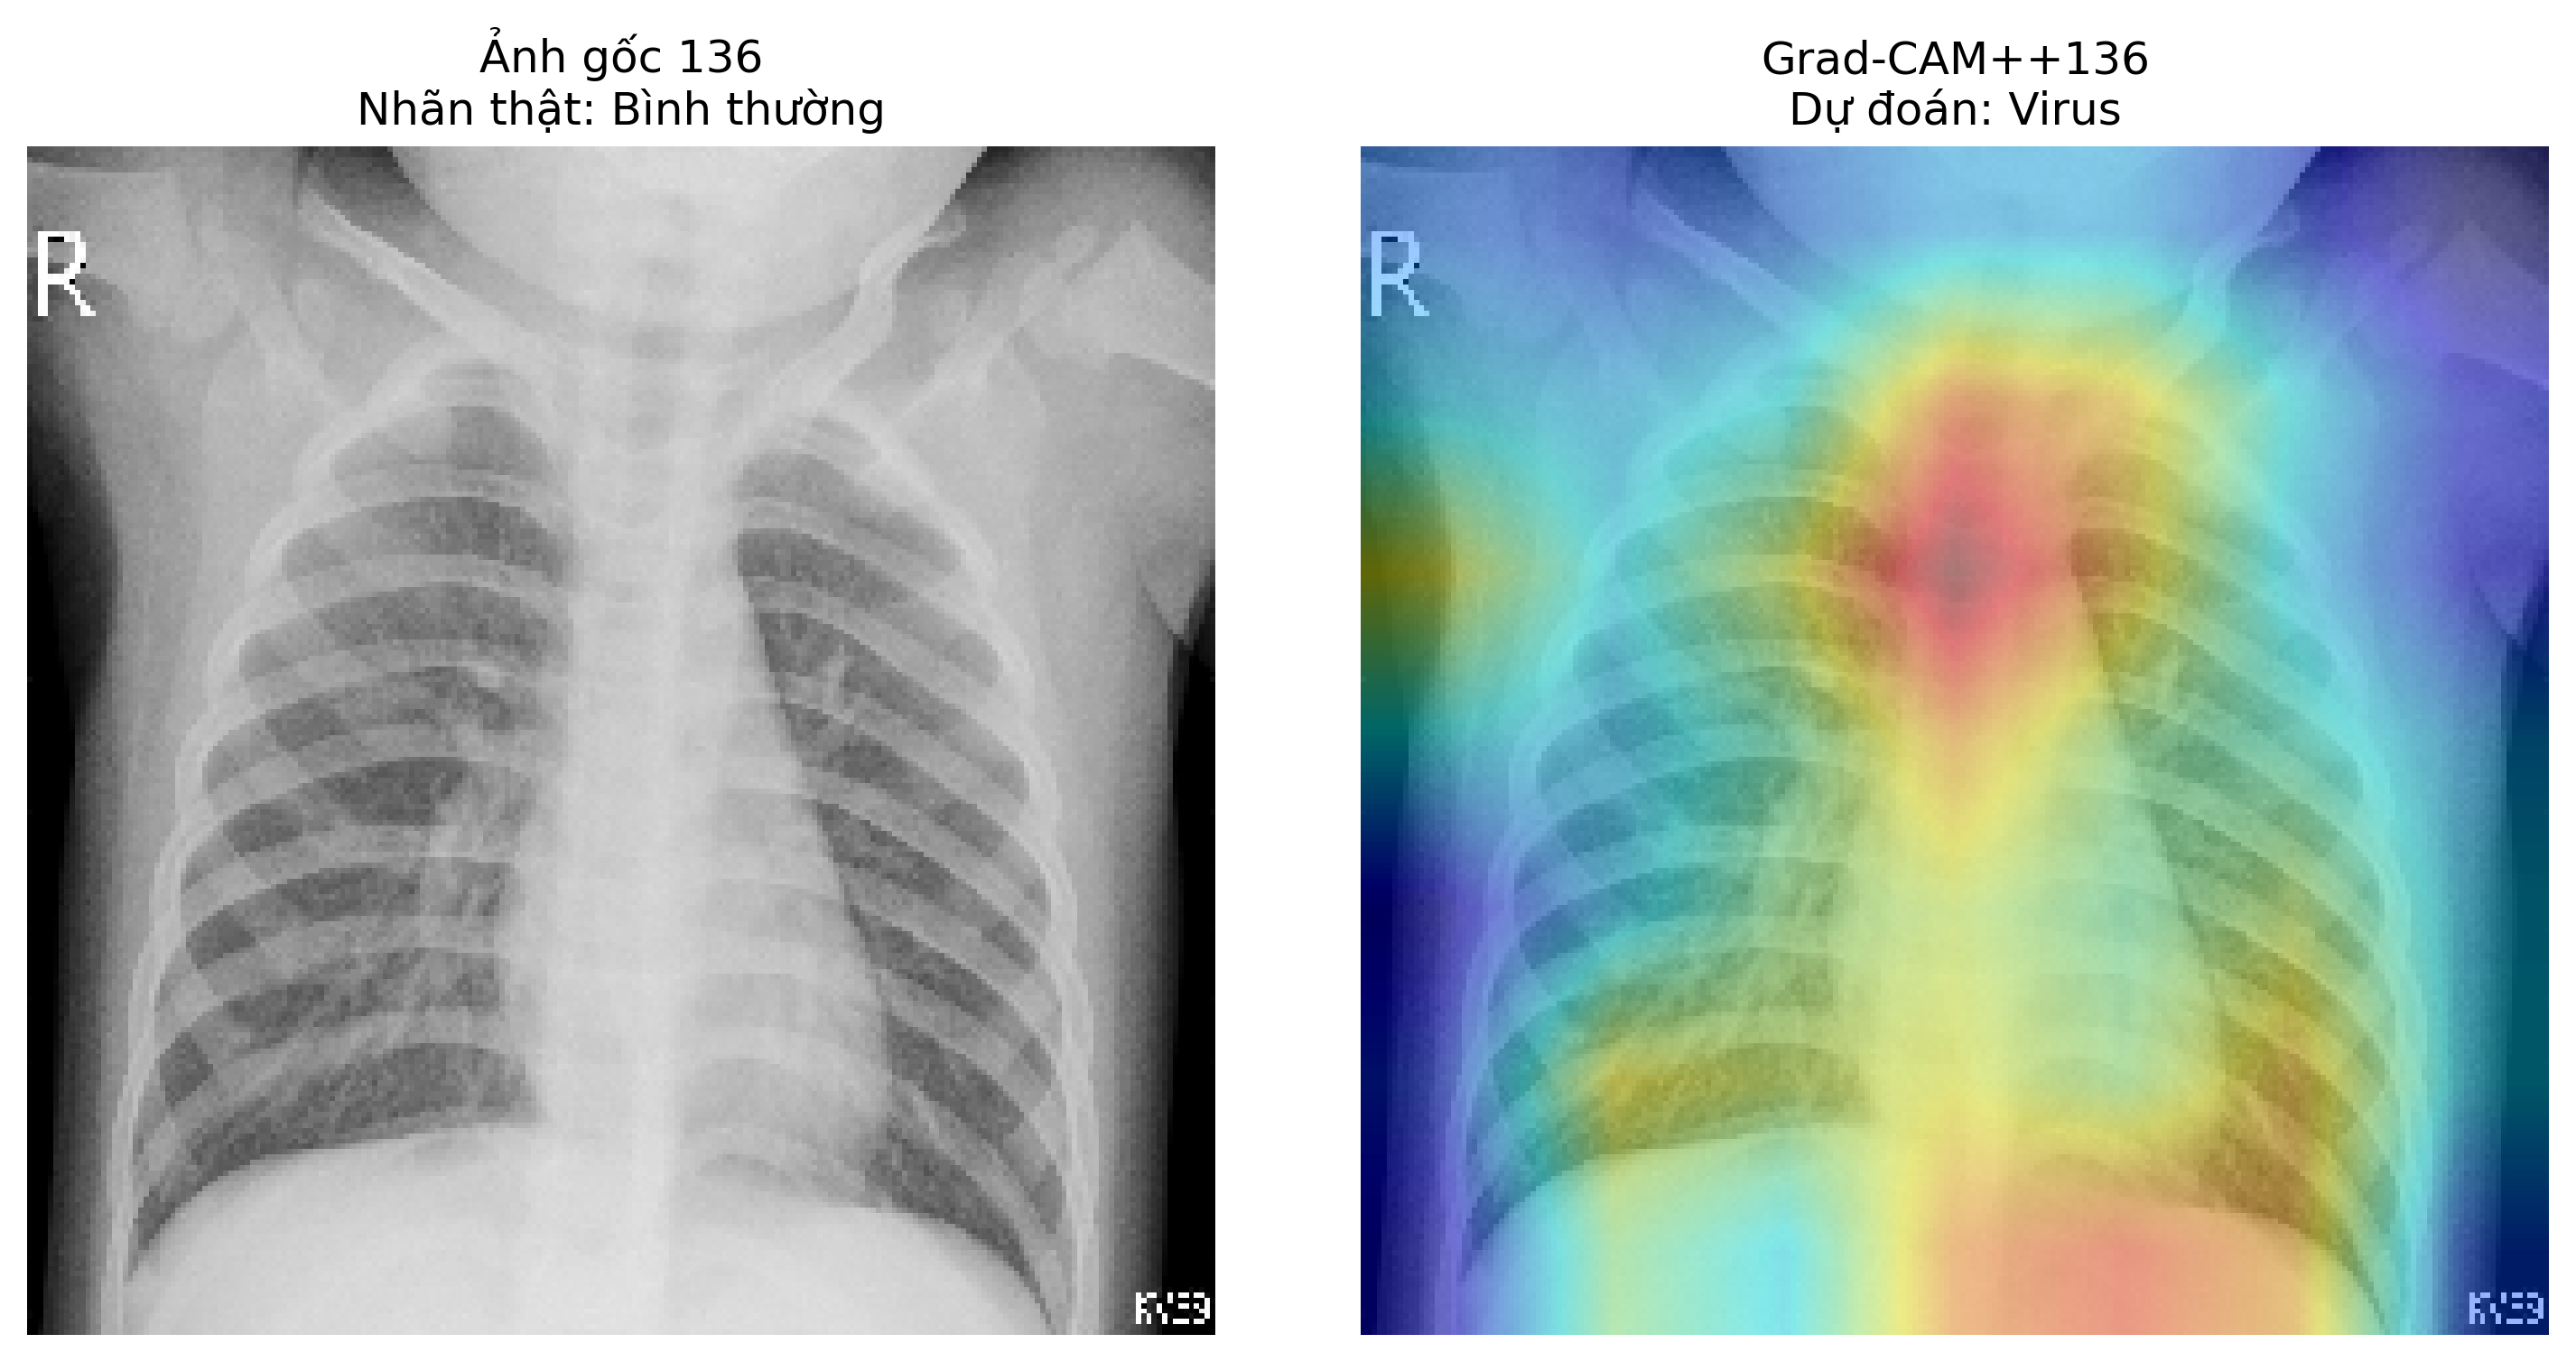 Ảnh gốc 136
Nhãn thật: Bình thường
Grad-CAM++136
Dự đoán: Virus
R
R